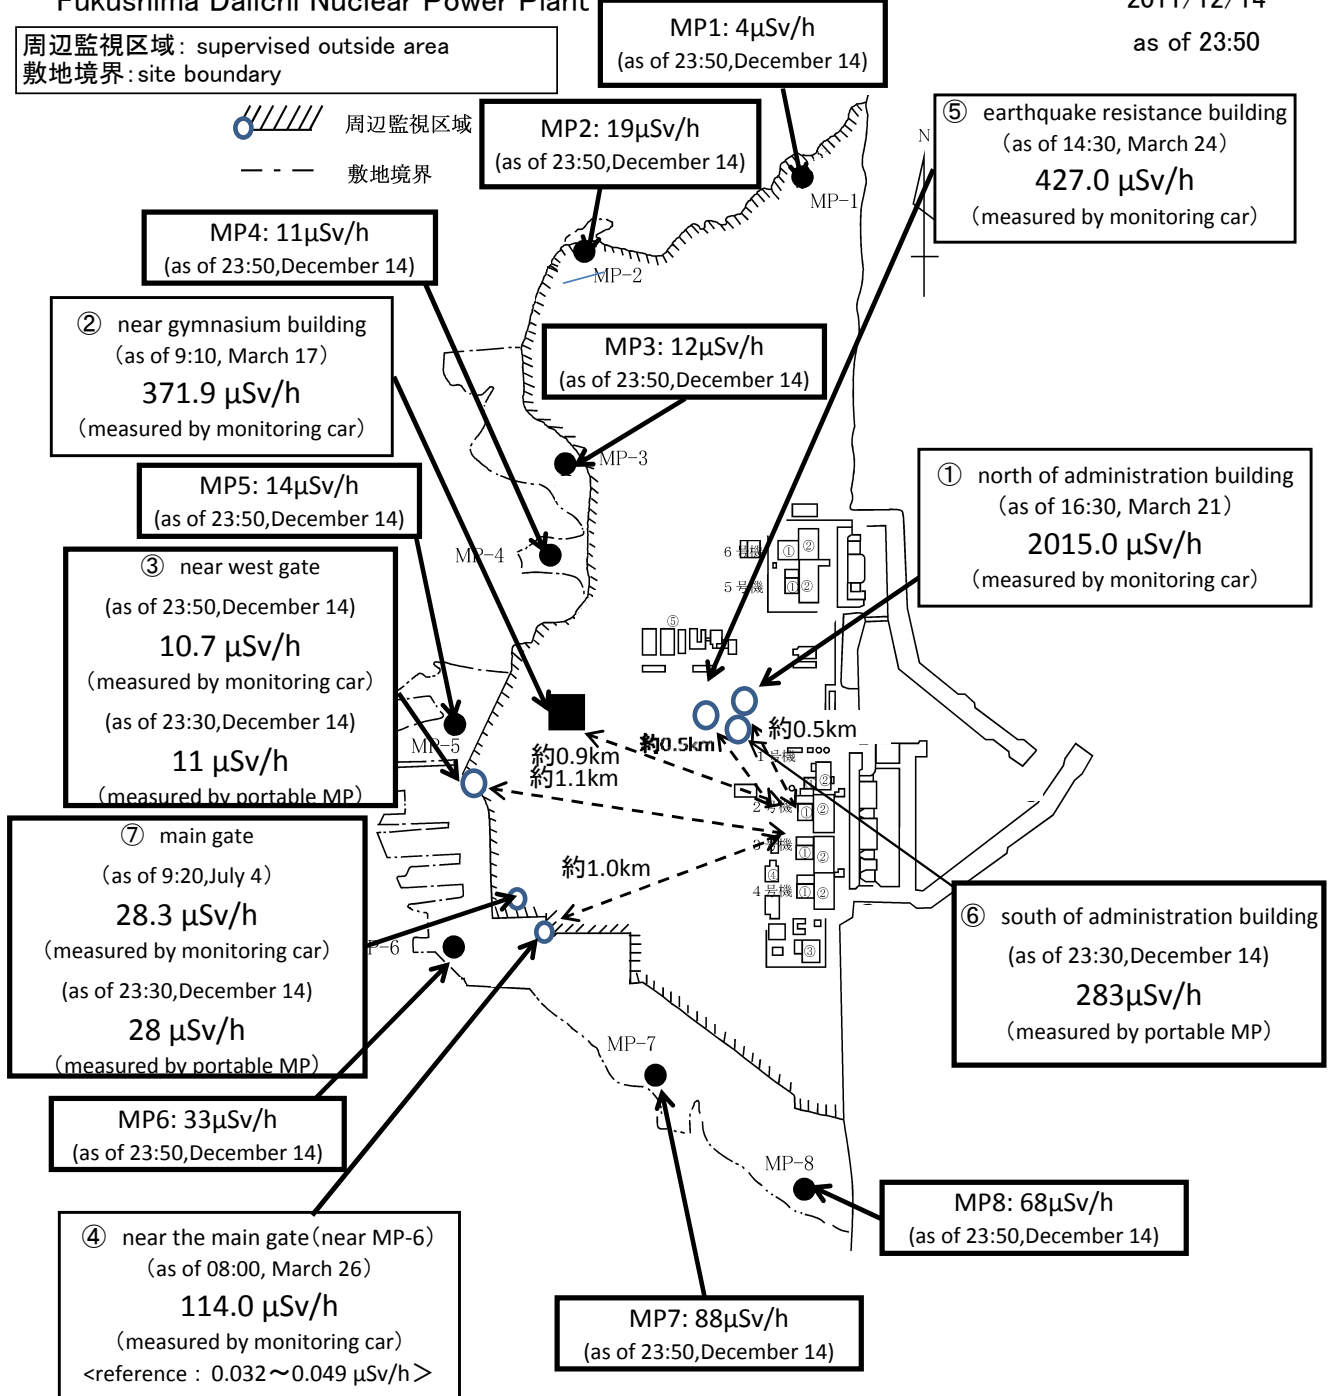 Fukushima Daiichi Nuclear Power Plant
2011/12/14
as of 23:50
周辺監視区域: supervised outside area
敷地境界:site boundary
周辺監視区域
敷地境界
MP1: 4μSv/h
(as of 23:50,December 14)
MP2: 19μSv/h
(as of 23:50,December 14)
⑤ earthquake resistance building
(as of 14:30, March 24)
427.0 μSv/h
(measured by monitoring car)
N
MP-1
MP4: 11μSv/h
(as of 23:50,December 14)
MP-2
② near gymnasium building
(as of 9:10, March 17)
371.9 μSv/h
(measured by monitoring car)
MP3: 12μSv/h
(as of 23:50,December 14)
MP-3
MP5: 14μSv/h
(as of 23:50,December 14)
① north of administration building
(as of 16:30, March 21)
2015.0 μSv/h
(measured by monitoring car)
MP-4
6号機
①
②
5号機
①
②
⑤
③ near west gate
(as of 23:50,December 14)
10.7 μSv/h
(measured by monitoring car)
(as of 23:30,December 14)
11 μSv/h
(measured by portable MP)
MP-5
約0.9km
約1.1km
約0.5km
約0.5km
1号機
②
2号機
①
②
3号機
①
②
④
4号機
①
②
③
約1.0km
⑦ main gate
(as of 9:20,July 4)
28.3 μSv/h
(measured by monitoring car)
(as of 23:30,December 14)
28 μSv/h
(measured by portable MP)
P-6
⑥ south of administration building
(as of 23:30,December 14)
283μSv/h
(measured by portable MP)
MP-7
MP6: 33μSv/h
(as of 23:50,December 14)
MP-8
MP8: 68μSv/h
(as of 23:50,December 14)
④ near the main gate(near MP-6)
(as of 08:00, March 26)
114.0 μSv/h
(measured by monitoring car)
<reference : 0.032～0.049 μSv/h>
MP7: 88μSv/h
(as of 23:50,December 14)